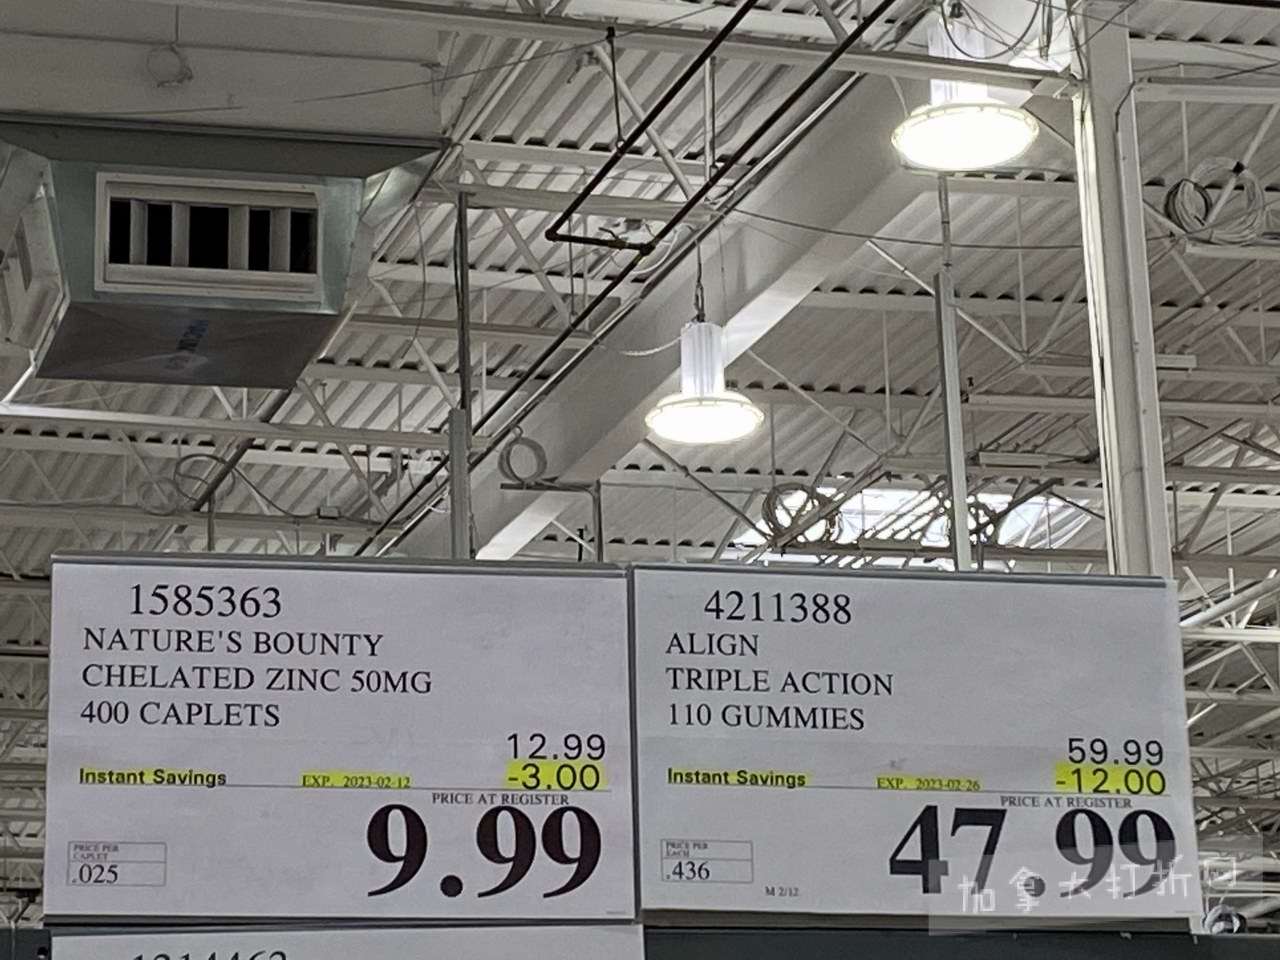 1585363
NATURE'S BOUNTY
CHELATED ZINC 50MG
400 CAPLETS
12.99
Instant Savings EXP. 2023-02-12 -3.00
PRICE AT REGISTER
9.99
PRICE PER
CAPLET
.025
4211388
ALIGN
TRIPLE ACTION
110 GUMMIES
59.99
Instant Savings EXP. 2023-02-26 -12.00
PRICE AT REGISTER
47.99
PRICE PER
EACH
.436
M 2/12
加拿大打折网